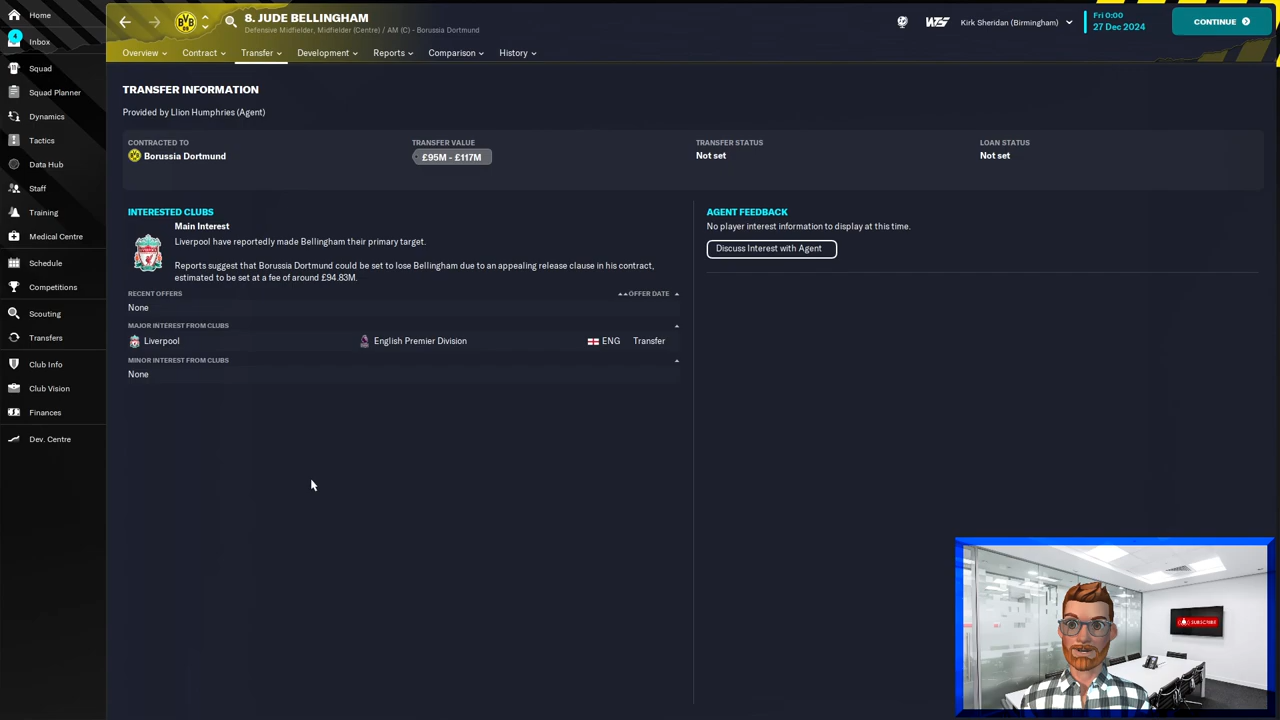 Home
4
Inbox
Squad
Squad Planner
Dynamics
Tactics
Data Hub
Staff
Training
Medical Centre
Schedule
Competitions
Scouting
Transfers
Club Info
Club Vision
Finances
Dev. Centre
BVB
09
8. JUDE BELLINGHAM
Defensive Midfielder, Midfielder (Centre) / AM (C) - Borussia Dortmund
Kirk Sheridan (Birmingham)
Fri 0:00
27 Dec 2024
CONTINUE
Overview
Contract
Transfer
Development
Reports
Comparison
History
TRANSFER INFORMATION
Provided by Llion Humphries (Agent)
CONTRACTED TO
Borussia Dortmund
TRANSFER VALUE
£95M - £117M
TRANSFER STATUS
Not set
LOAN STATUS
Not set
INTERESTED CLUBS
Main Interest
Liverpool have reportedly made Bellingham their primary target.
Reports suggest that Borussia Dortmund could be set to lose Bellingham due to an appealing release clause in his contract,
estimated to be set at a fee of around £94.83M.
RECENT OFFERS
OFFER DATE
None
MAJOR INTEREST FROM CLUBS
Liverpool English Premier Division ENG Transfer
MINOR INTEREST FROM CLUBS
None
AGENT FEEDBACK
No player interest information to display at this time.
Discuss Interest with Agent
SUBSCRIBE